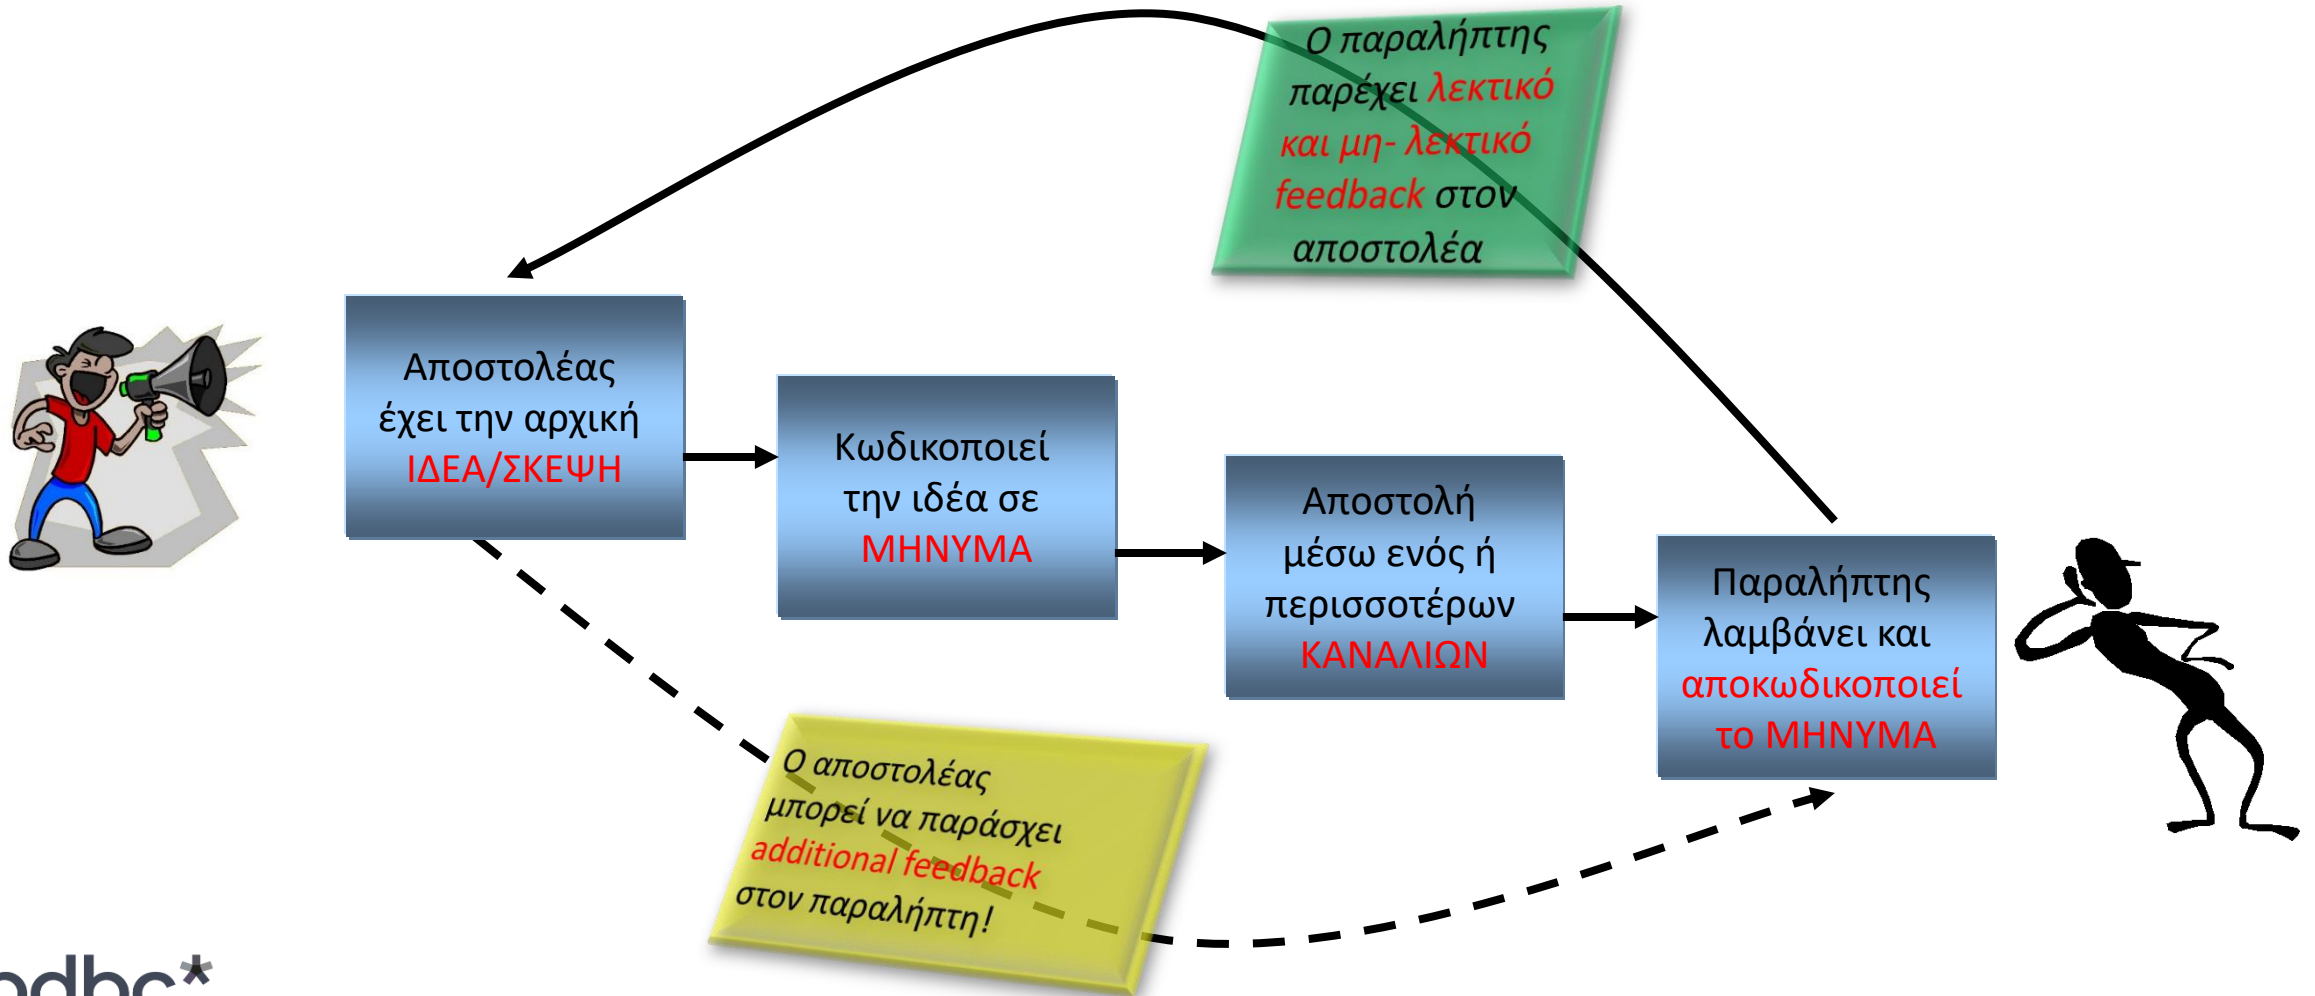 Ο παραλήπτης
παρέχει λεκτικό
και μη- λεκτικό
feedback στον
αποστολέα
Αποστολέας
έχει την αρχική
ΙΔΕΑ/ΣΚΕΨΗ
Κωδικοποιεί
την ιδέα σε
ΜΗΝΥΜΑ
Αποστολή
μέσω ενός ή
περισσοτέρων
ΚΑΝΑΛΙΩΝ
Παραλήπτης
λαμβάνει και
αποκωδικοποιεί
το ΜΗΝΥΜΑ
Ο αποστολέας
μπορεί να παράσχει
additional feedback
στον παραλήπτη!